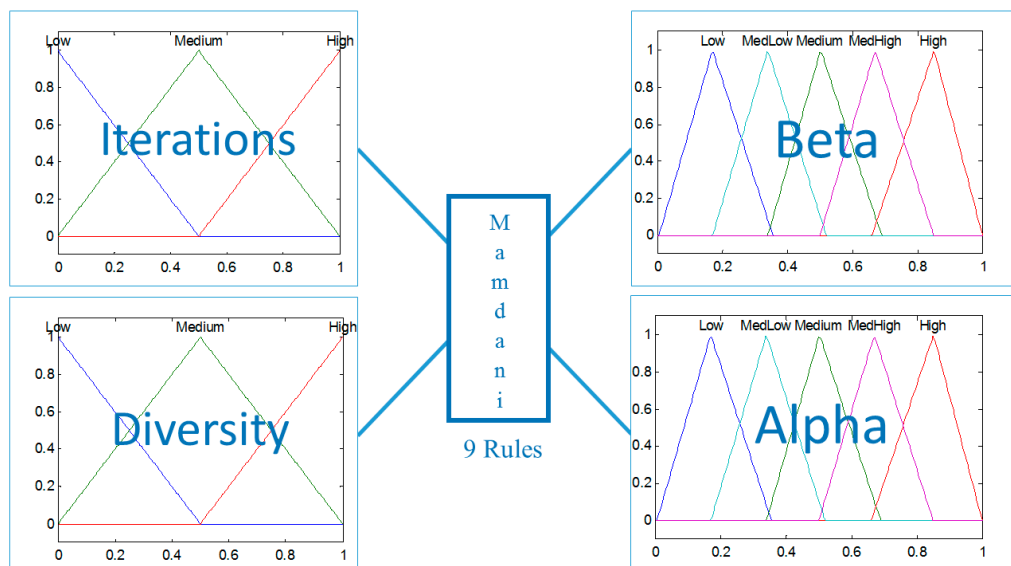 Low Medium High
1
0.8
0.6
0.4
0.2
0
0 0.2 0.4 0.6 0.8 1
Iterations
Low Medium High
1
0.8
0.6
0.4
0.2
0
0 0.2 0.4 0.6 0.8 1
Diversity
M
a
m
d
a
n
i
9 Rules
Low MedLow Medium MedHigh High
1
0.8
0.6
0.4
0.2
0
0 0.2 0.4 0.6 0.8 1
Beta
Low MedLow Medium MedHigh High
1
0.8
0.6
0.4
0.2
0
0 0.2 0.4 0.6 0.8 1
Alpha